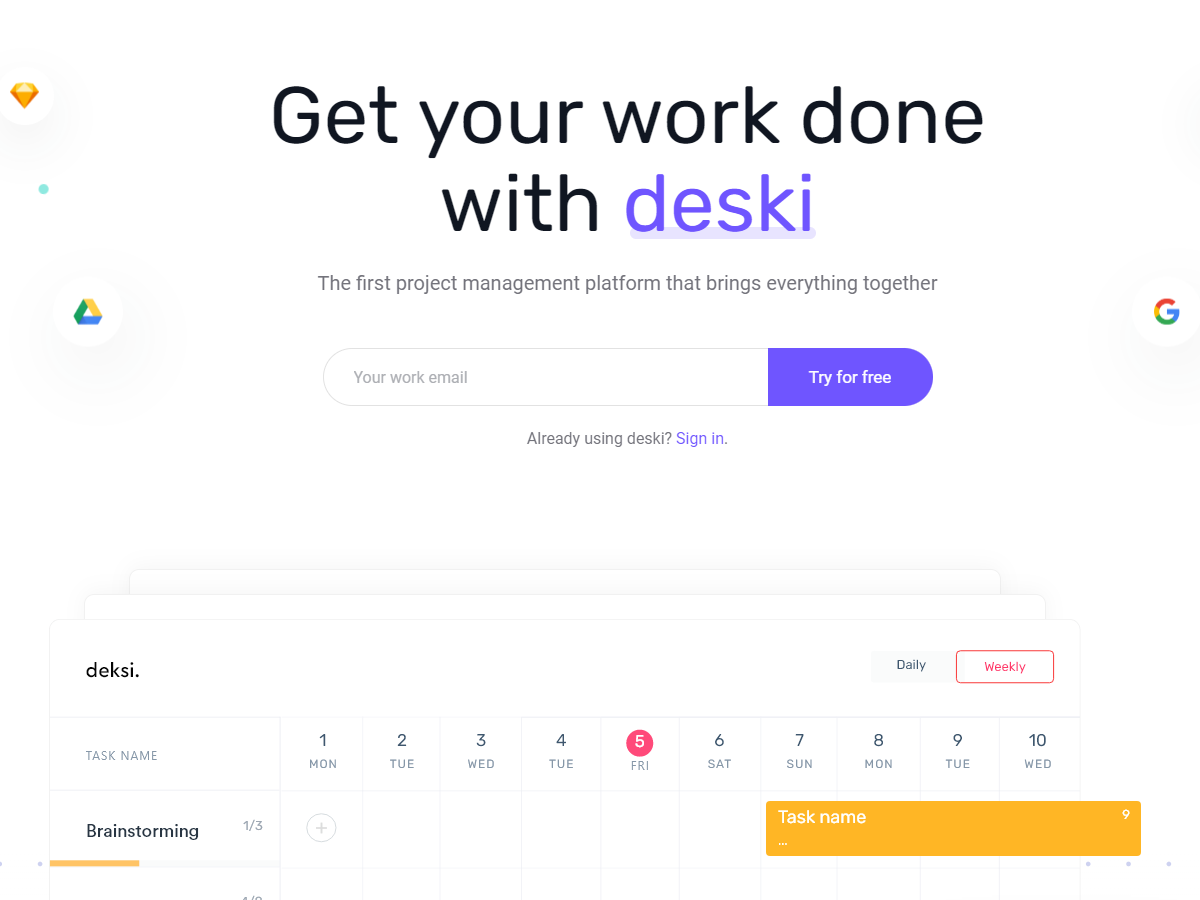 Get your work done
with deski
The first project management platform that brings everything together
Your work email
Try for free
Already using deski? Sign in.
deksi.
Daily
Weekly
TASK NAME
1 2 3 4 5 6 7 8 9 10
MON TUE WED TUE FRI SAT SUN MON TUE WED
Brainstorming
1/3
Task name
9
...